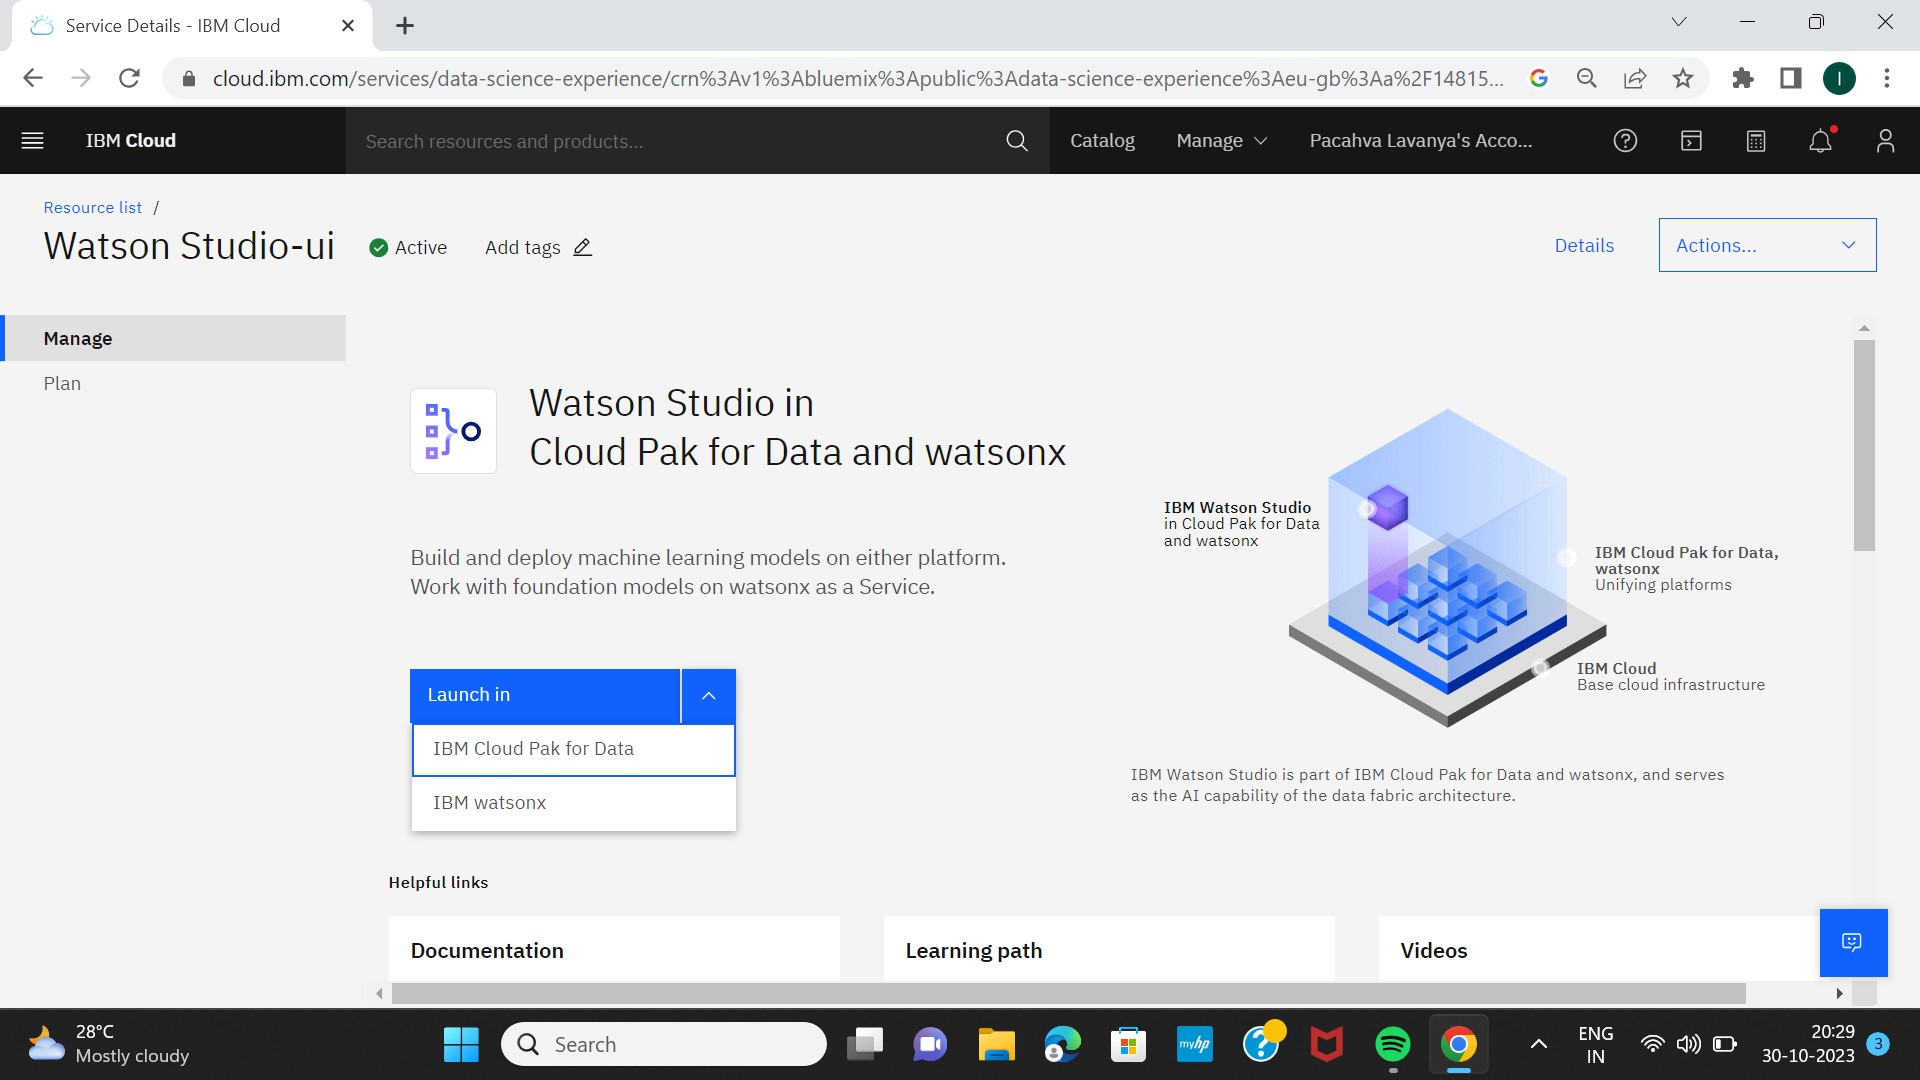 Service Details - IBM Cloud
cloud.ibm.com/services/data-science-experience/crn%3Av1%3Abluemix%3Apublic%3Adata-science-experience%3Aeu-gb%3Aa%2F14815...
I
IBM Cloud
Search resources and products...
Catalog
Manage
Pacahva Lavanya's Acco...
Resource list /
Watson Studio-ui
Active
Add tags
Details
Actions...
Manage
Plan
Watson Studio in
Cloud Pak for Data and watsonx
Build and deploy machine learning models on either platform.
Work with foundation models on watsonx as a Service.
Launch in
IBM Cloud Pak for Data
IBM watsonx
IBM Watson Studio
in Cloud Pak for Data
and watsonx
IBM Cloud Pak for Data,
watsonx
Unifying platforms
IBM Cloud
Base cloud infrastructure
IBM Watson Studio is part of IBM Cloud Pak for Data and watsonx, and serves
as the AI capability of the data fabric architecture.
Helpful links
Documentation
Learning path
Videos
28°C
Mostly cloudy
Search
myhp
ENG
IN
20:29
30-10-2023
3